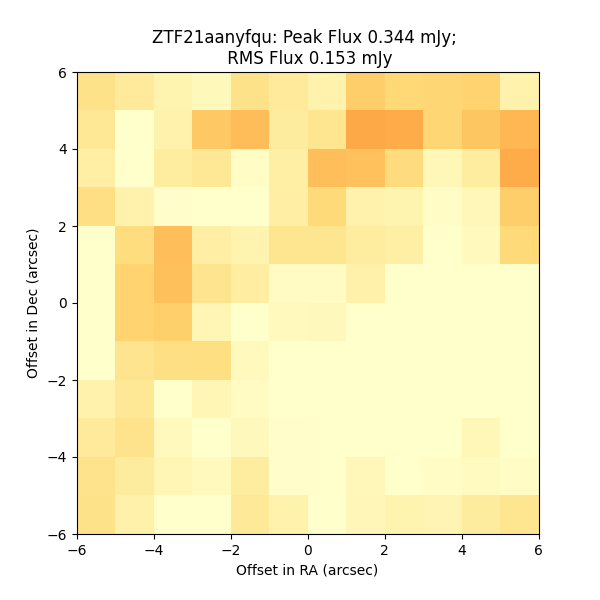 ZTF21aanyfqu: Peak Flux 0.344 mJy;
RMS Flux 0.153 mJy
6
4
2
0
−2
−4
−6
Offset in Dec (arcsec)
−6 −4 −2 0 2 4 6
Offset in RA (arcsec)